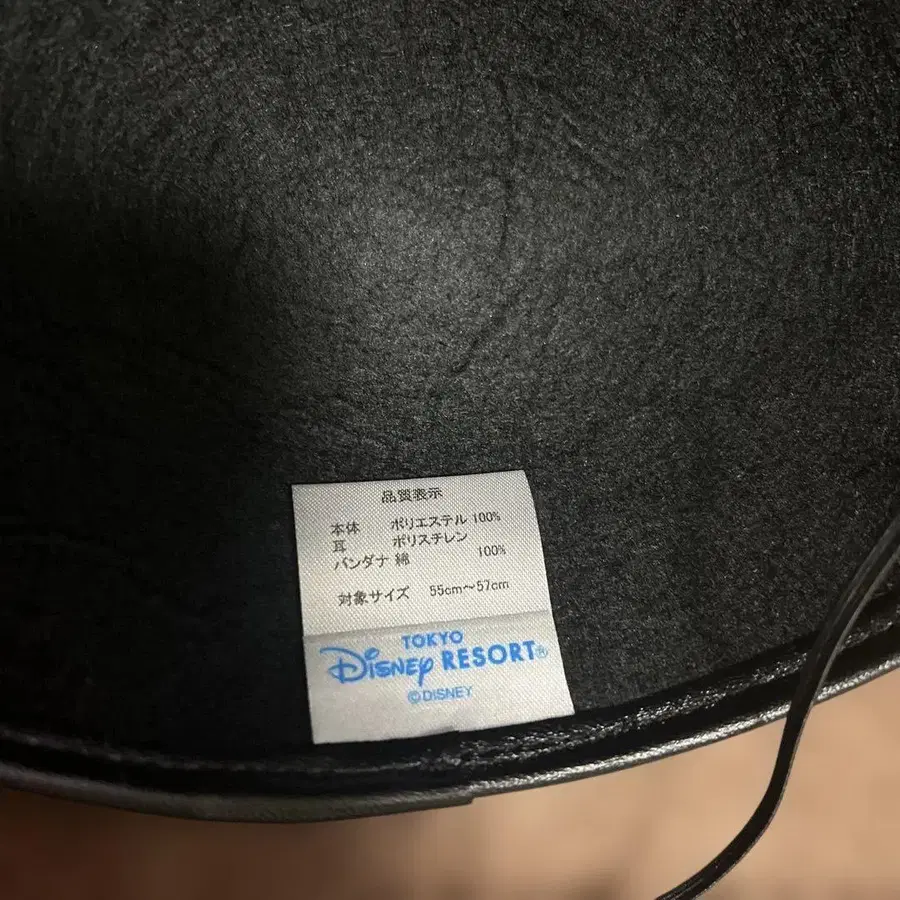 品質表示
本体 ポリエステル 100%
耳 ポリスチレン
バンダナ 綿 100%
対象サイズ 55cm～57cm
TOKYO
Disney RESORT®
©DISNEY